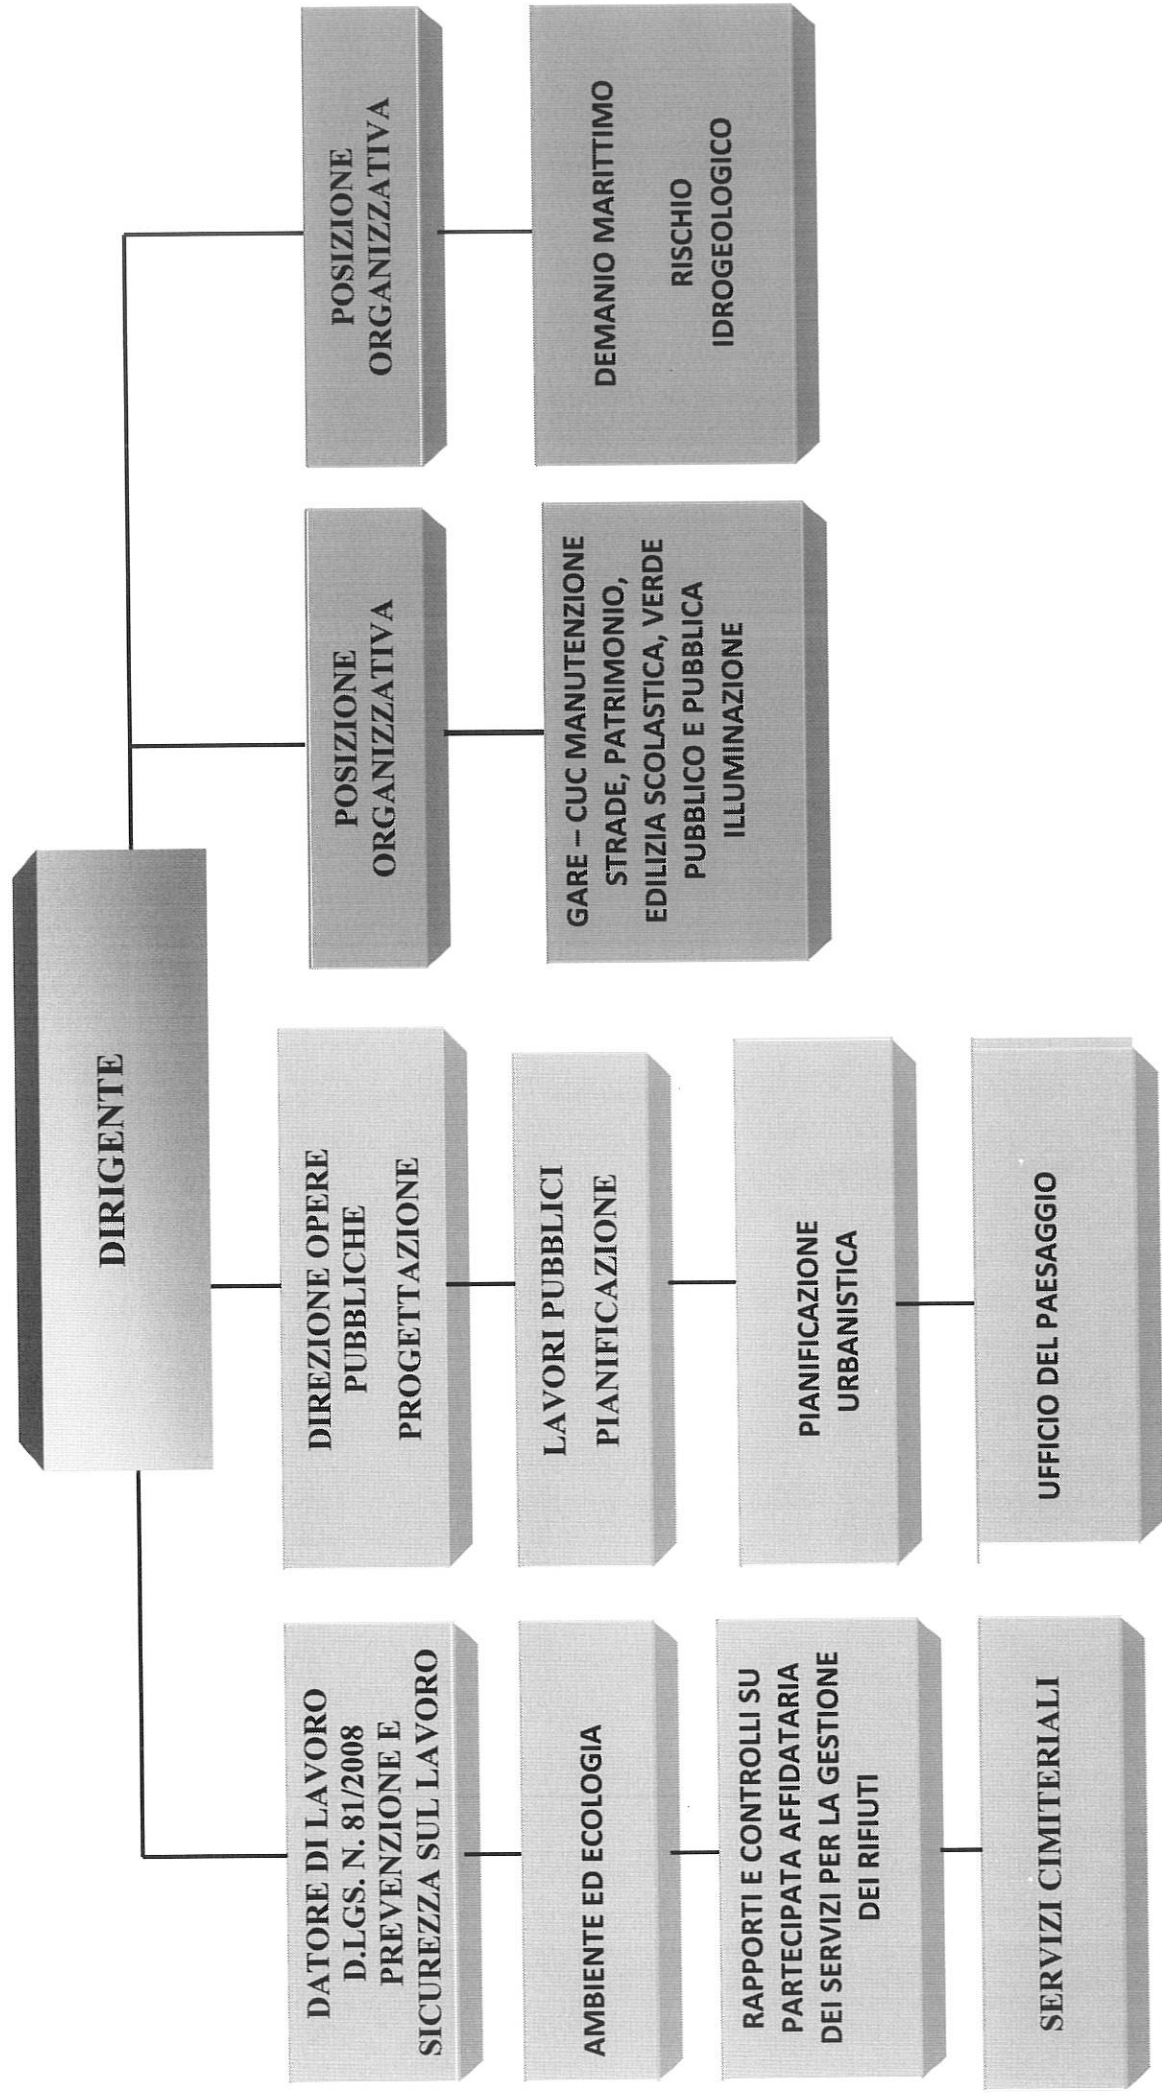 DIRIGENTE
DATORE DI LAVORO
D.LGS. N. 81/2008
PREVENZIONE E
SICUREZZA SUL LAVORO
AMBIENTE ED ECOLOGIA
RAPPORTI E CONTROLLI SU
PARTECIPATA AFFIDATARIA
DEI SERVIZI PER LA GESTIONE
DEI RIFIUTI
SERVIZI CIMITERIALI
DIREZIONE OPERE
PUBBLICHE
PROGETTAZIONE
LAVORI PUBBLICI
PIANIFICAZIONE
PIANIFICAZIONE
URBANISTICA
UFFICIO DEL PAESAGGIO
POSIZIONE
ORGANIZZATIVA
GARE – CUC MANUTENZIONE
STRADE, PATRIMONIO,
EDILIZIA SCOLASTICA, VERDE
PUBBLICO E PUBBLICA
ILLUMINAZIONE
POSIZIONE
ORGANIZZATIVA
DEMANIO MARITTIMO
RISCHIO
IDROGEOLOGICO